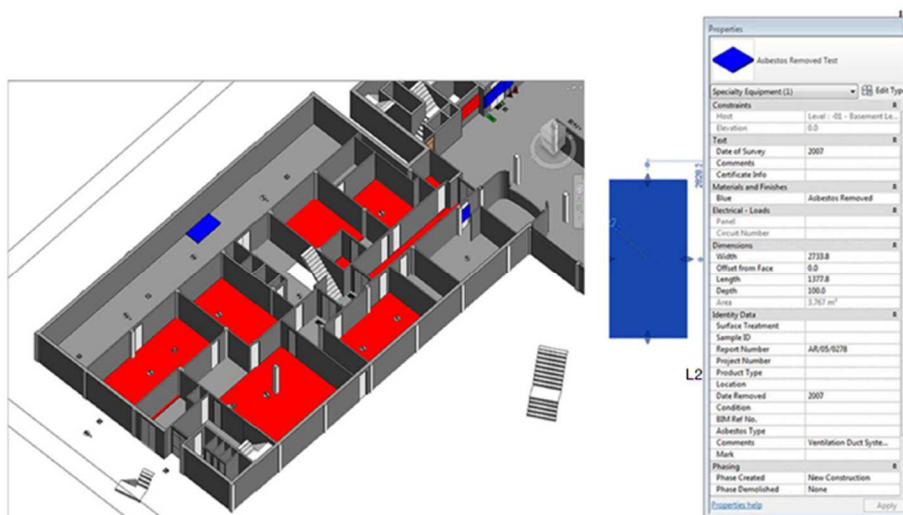 Properties
Asbestos Removed Test
Specialty Equipment (1) Edit Type
Constraints
Host Level : -01 - Basement Le...
Elevation 0.0
Text
Date of Survey 2007
Comments
Certificate Info
Materials and Finishes
Blue Asbestos Removed
Electrical - Loads
Panel
Circuit Number
Dimensions
Width 2733.8
Offset from Face 0.0
Length 1377.8
Depth 100.0
Area 3.767 m²
Identity Data
Surface Treatment
Sample ID
Report Number AR/05/0278
Project Number
Product Type
Location
Date Removed 2007
Condition
BIM Ref No.
Asbestos Type
Comments Ventilation Duct Syste...
Mark
Phasing
Phase Created New Construction
Phase Demolished None
Properties help Apply
L2